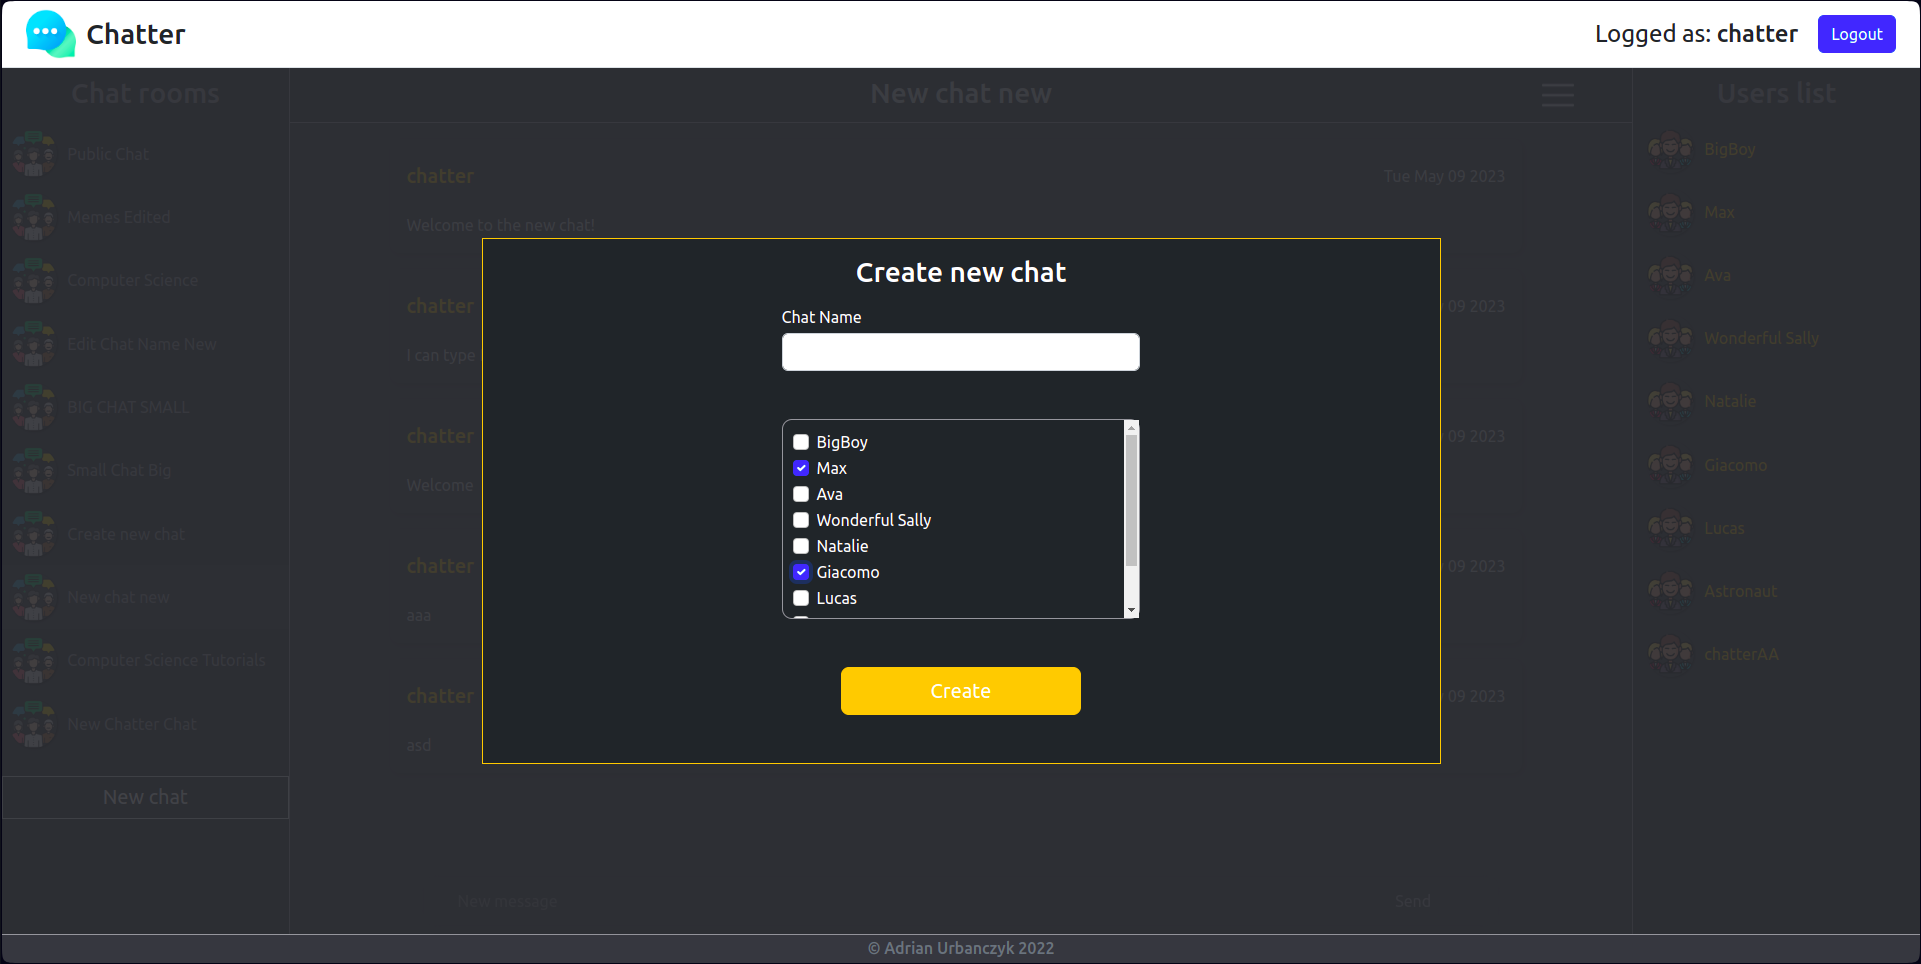 Chatter
Logged as: chatter
Logout
Chat rooms
Public Chat
Memes Edited
Computer Science
Edit Chat Name New
BIG CHAT SMALL
Small Chat Big
Create new chat
New chat new
Computer Science Tutorials
New Chatter Chat
New chat
New chat new
chatter
Tue May 09 2023
Welcome to the new chat!
chatter
09 2023
I can type
chatter
09 2023
Welcome
chatter
09 2023
aaa
chatter
09 2023
asd
New message
Send
Create new chat
Chat Name
BigBoy
Max
Ava
Wonderful Sally
Natalie
Giacomo
Lucas
Create
Users list
BigBoy
Max
Ava
Wonderful Sally
Natalie
Giacomo
Lucas
Astronaut
chatterAA
© Adrian Urbanczyk 2022